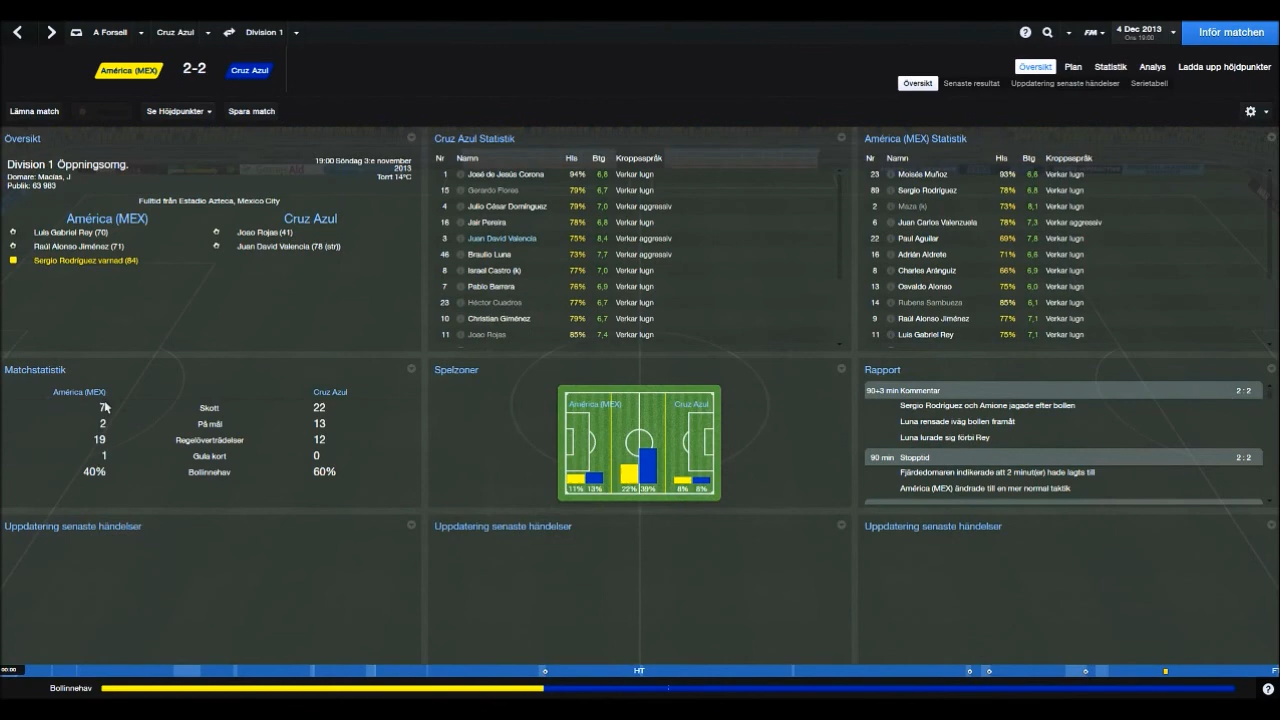 A Forsell Cruz Azul Division 1 FM 4 Dec 2013 Ons 19:00 Inför matchen
América (MEX) 2-2 Cruz Azul
Översikt Plan Statistik Analys Ladda upp höjdpunkter
Översikt Senaste resultat Uppdatering senaste händelser Serietabell
Lämna match Se Höjdpunkter Spara match
Översikt
Division 1 Öppningsomg.
Domare: Macías, J
Publik: 63 983
19:00 Söndag 3:e november
2013
Torrt 14°C
Fulltid från Estadio Azteca, Mexico City
América (MEX) Cruz Azul
Luis Gabriel Rey (70) Joao Rojas (41)
Raúl Alonso Jiménez (71) Juan David Valencia (78 (str))
Sergio Rodríguez varnad (84)
Cruz Azul Statistik
Nr Namn Hls Btg Kroppsspråk
1 José de Jesús Corona 94% 6,8 Verkar lugn
15 Gerardo Flores 79% 6,7 Verkar lugn
4 Julio César Domínguez 79% 7,0 Verkar aggressiv
16 Jair Pereira 78% 6,8 Verkar lugn
3 Juan David Valencia 75% 8,4 Verkar aggressiv
46 Braulio Luna 73% 7,7 Verkar aggressiv
8 Israel Castro (k) 77% 7,0 Verkar lugn
7 Pablo Barrera 76% 6,9 Verkar lugn
23 Héctor Cuadros 77% 6,7 Verkar lugn
10 Christian Giménez 79% 6,7 Verkar lugn
11 Joao Rojas 85% 7,4 Verkar lugn
América (MEX) Statistik
Nr Namn Hls Btg Kroppsspråk
23 Moisés Muñoz 93% 6,6 Verkar lugn
89 Sergio Rodríguez 78% 6,8 Verkar lugn
2 Maza (k) 73% 8,1 Verkar lugn
6 Juan Carlos Valenzuela 78% 7,3 Verkar aggressiv
22 Paul Aguilar 69% 7,8 Verkar lugn
16 Adrián Aldrete 71% 6,6 Verkar lugn
8 Charles Aránguiz 66% 6,9 Verkar lugn
13 Osvaldo Alonso 75% 6,0 Verkar lugn
14 Rubens Sambueza 85% 6,1 Verkar lugn
9 Raúl Alonso Jiménez 77% 7,1 Verkar lugn
11 Luis Gabriel Rey 75% 7,1 Verkar lugn
Matchstatistik
América (MEX) Cruz Azul
7 Skott 22
2 På mål 13
19 Regelöverträdelser 12
1 Gula kort 0
40% Bollinnehav 60%
Spelzoner
América (MEX) Cruz Azul
11% 13% 22% 39% 8% 8%
Rapport
90+3 min Kommentar 2 : 2
Sergio Rodríguez och Amione jagade efter bollen
Luna rensade iväg bollen framåt
Luna lurade sig förbi Rey
90 min Stopptid 2 : 2
Fjärdedomaren indikerade att 2 minut(er) hade lagts till
América (MEX) ändrade till en mer normal taktik
Uppdatering senaste händelser
Uppdatering senaste händelser
Uppdatering senaste händelser
00:00 HT F
Bollinnehav